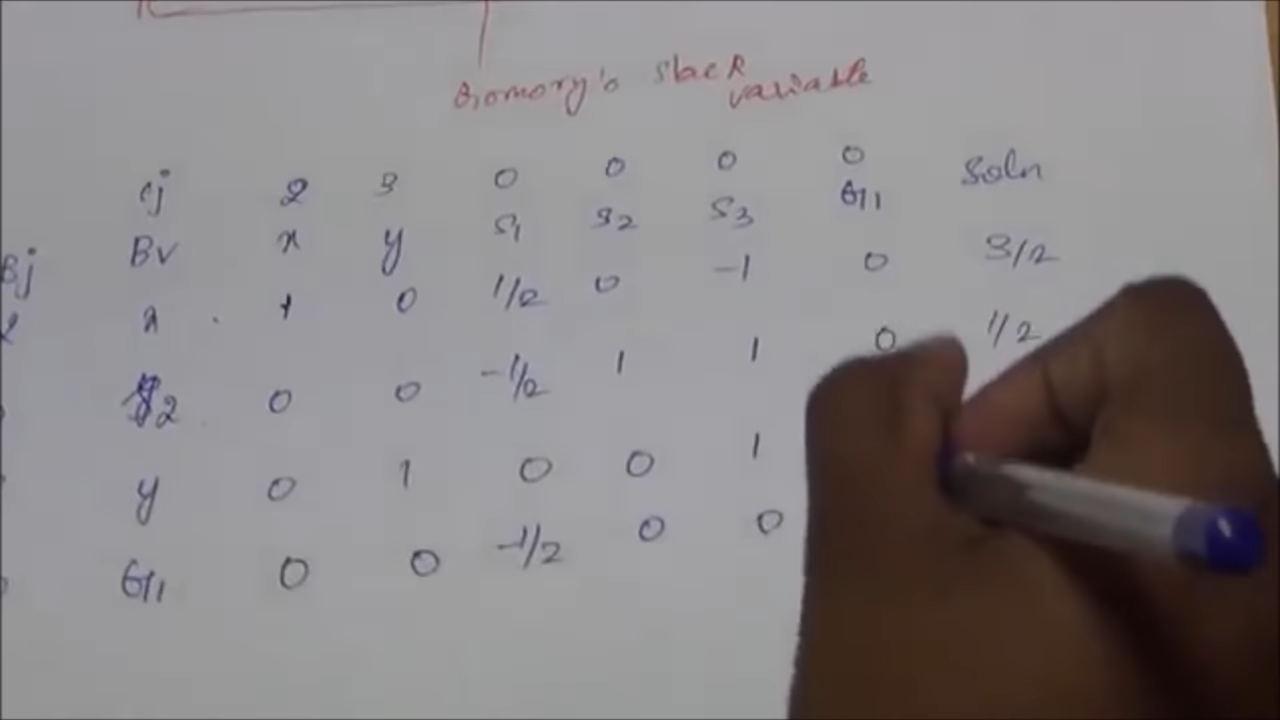 Gomory's slack
variable
cj 2 3 0 0 0 0 Soln
Bj BV x y S1 S2 S3 G1
2 x 1 0 1/2 0 -1 0 3/2
S2 0 0 -1/2 1 1 0 1/2
y 0 1 0 0 1
G1 0 0 -1/2 0 0